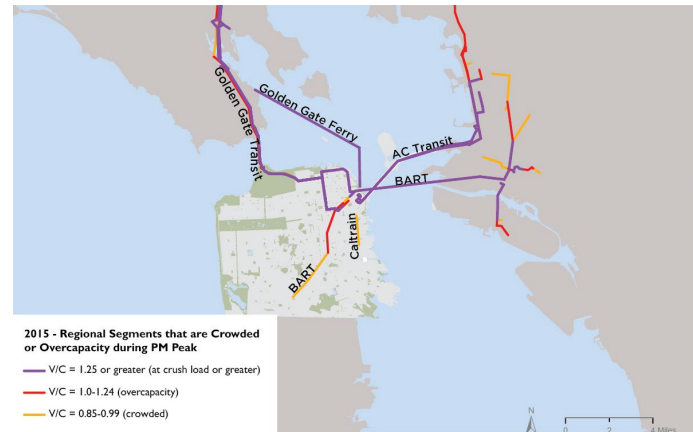 Golden Gate Transit
Golden Gate Ferry
AC Transit
BART
Caltrain
BART
2015 - Regional Segments that are Crowded
or Overcapacity during PM Peak
V/C = 1.25 or greater (at crush load or greater)
V/C = 1.0-1.24 (overcapacity)
V/C = 0.85-0.99 (crowded)
N
0 2 4 Miles